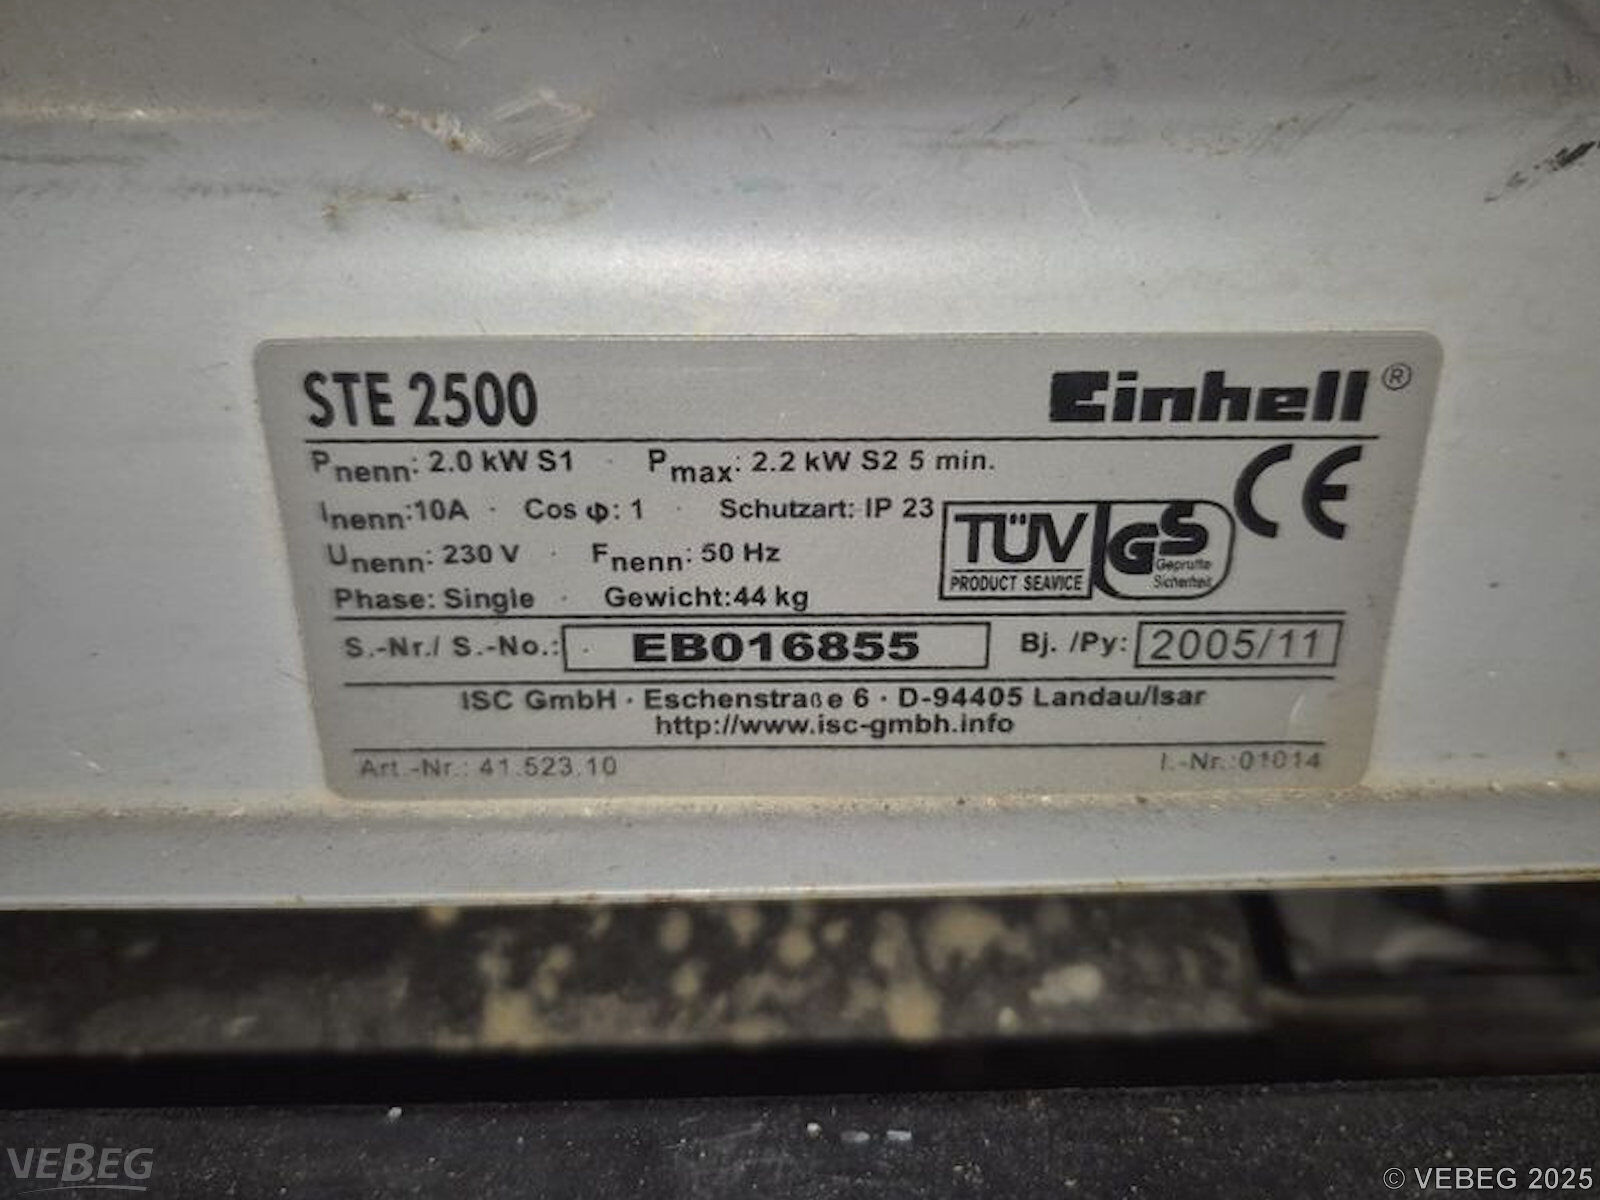 STE 2500 Einhell ®
Pnenn: 2.0 kW S1 · Pmax: 2.2 kW S2 5 min. CE
Inenn:10A · Cos φ: 1 · Schutzart: IP 23
Unenn: 230 V · Fnenn: 50 Hz
TÜV
PRODUCT SEAVICE
GS
Geprüfte
Sicherheit
Phase: Single · Gewicht:44 kg
S.-Nr./ S.-No.: EB016855 Bj. /Py: 2005/11
ISC GmbH · Eschenstraße 6 · D-94405 Landau/Isar
http://www.isc-gmbh.info
Art.-Nr.: 41.523.10 I.-Nr.:01014
VEBEG
© VEBEG 2025